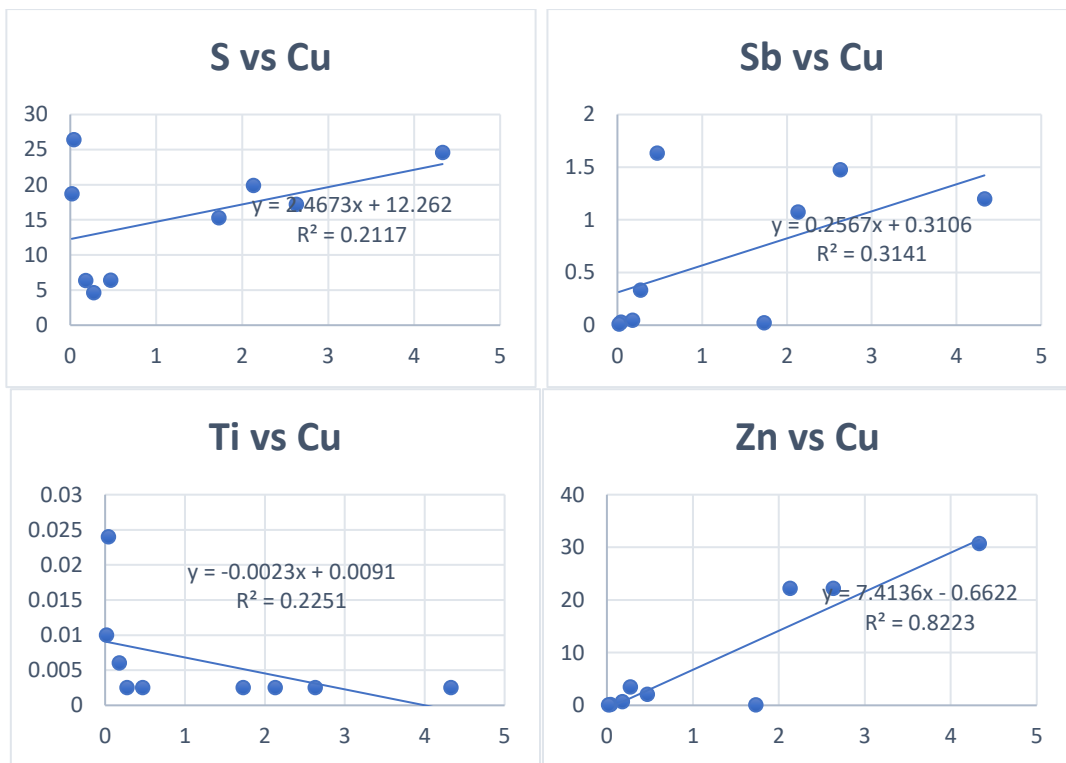 S vs Cu
30
25
20
15
10
5
0
0 1 2 3 4 5
y = 2.4673x + 12.262
R² = 0.2117
Sb vs Cu
2
1.5
1
0.5
0
0 1 2 3 4 5
y = 0.2567x + 0.3106
R² = 0.3141
Ti vs Cu
0.03
0.025
0.02
0.015
0.01
0.005
0
0 1 2 3 4 5
y = -0.0023x + 0.0091
R² = 0.2251
Zn vs Cu
40
30
20
10
0
0 1 2 3 4 5
y = 7.4136x - 0.6622
R² = 0.8223